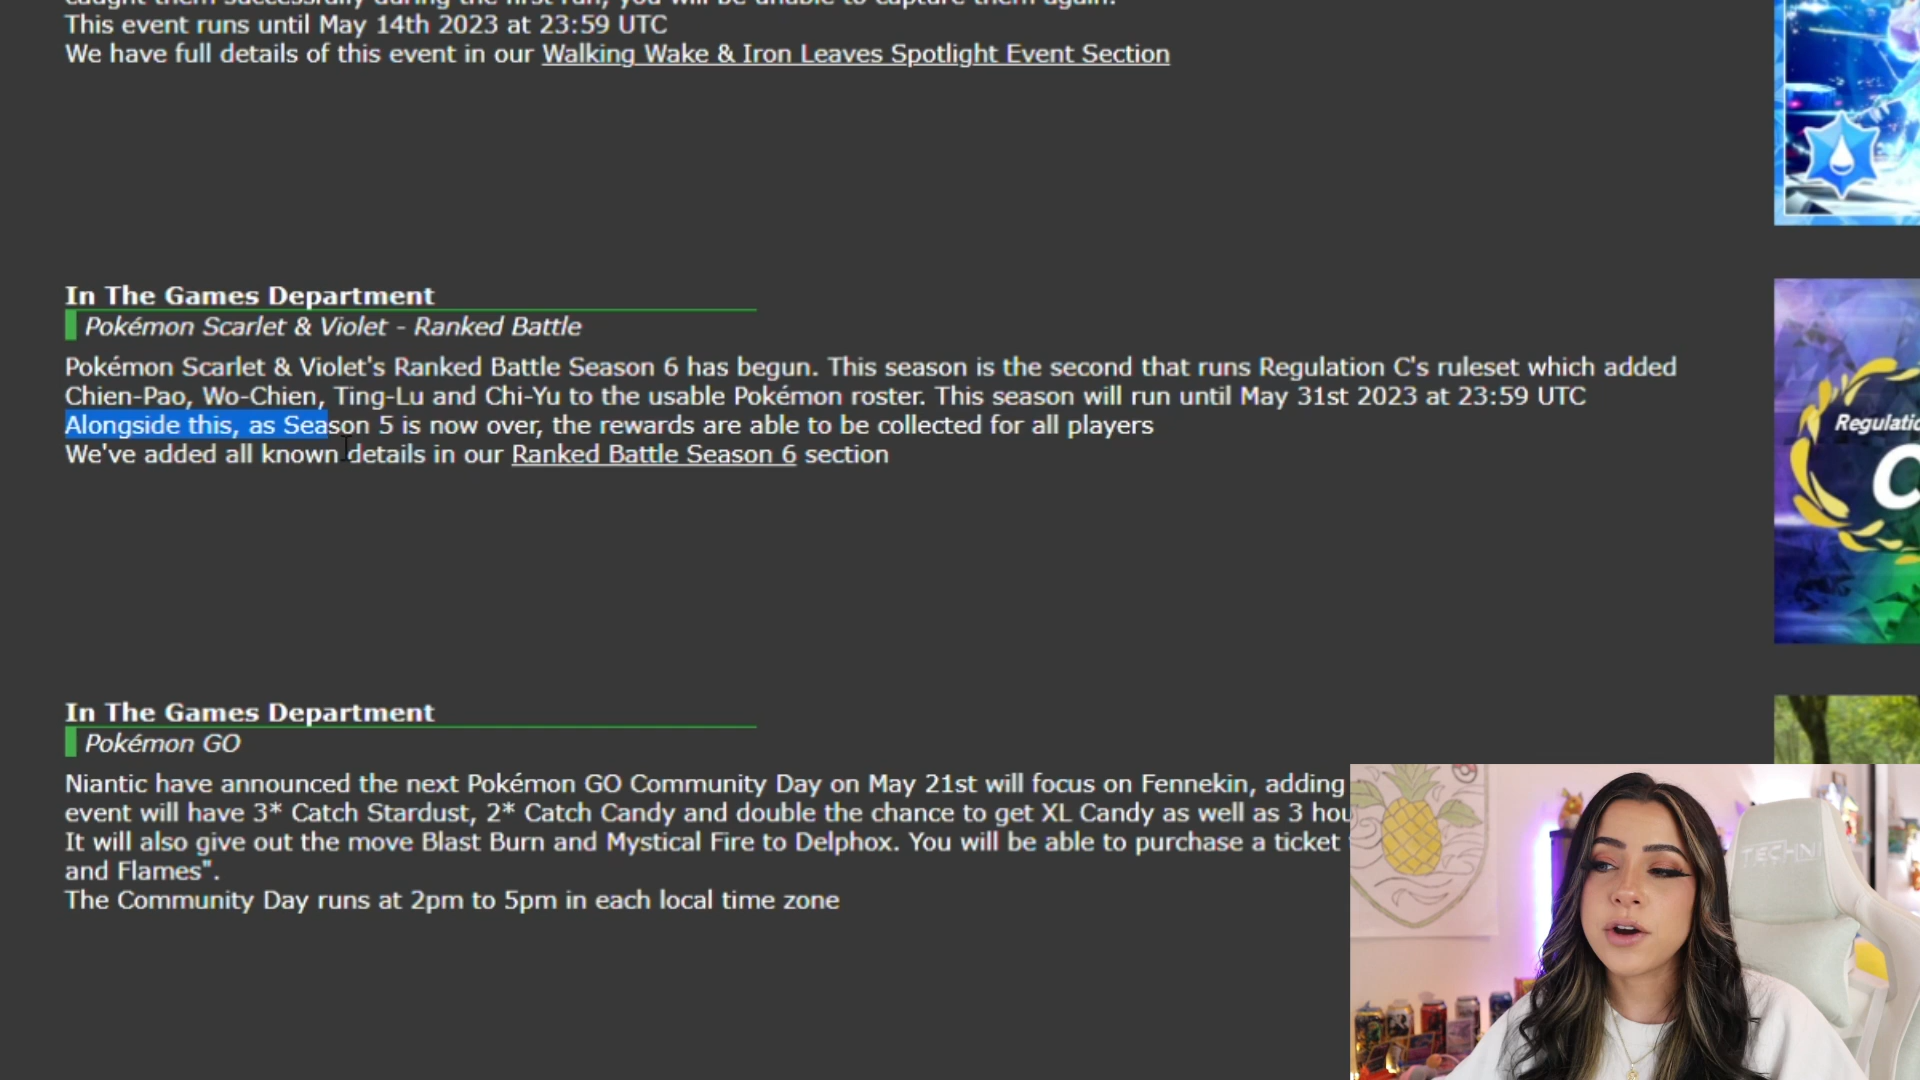 This event runs until May 14th 2023 at 23:59 UTC
We have full details of this event in our Walking Wake & Iron Leaves Spotlight Event Section
In The Games Department
Pokémon Scarlet & Violet - Ranked Battle
Pokémon Scarlet & Violet's Ranked Battle Season 6 has begun. This season is the second that runs Regulation C's ruleset which added
Chien-Pao, Wo-Chien, Ting-Lu and Chi-Yu to the usable Pokémon roster. This season will run until May 31st 2023 at 23:59 UTC
Alongside this, as Season 5 is now over, the rewards are able to be collected for all players
We've added all known details in our Ranked Battle Season 6 section
Regulatio
C
In The Games Department
Pokémon GO
Niantic have announced the next Pokémon GO Community Day on May 21st will focus on Fennekin, adding
event will have 3* Catch Stardust, 2* Catch Candy and double the chance to get XL Candy as well as 3 hou
It will also give out the move Blast Burn and Mystical Fire to Delphox. You will be able to purchase a ticket
and Flames".
The Community Day runs at 2pm to 5pm in each local time zone
TECHNI